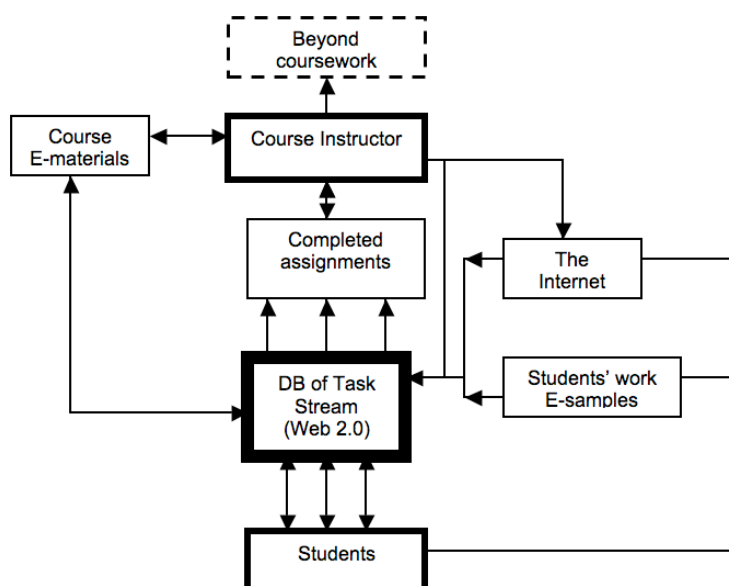 Beyond
coursework
Course
E-materials
Course Instructor
Completed
assignments
The
Internet
DB of Task
Stream
(Web 2.0)
Students’ work
E-samples
Students